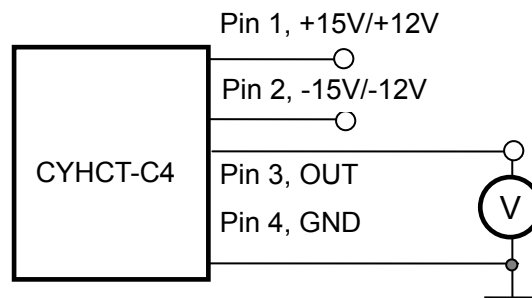 Pin 1, +15V/+12V
Pin 2, -15V/-12V
CYHCT-C4
Pin 3, OUT
V
Pin 4, GND